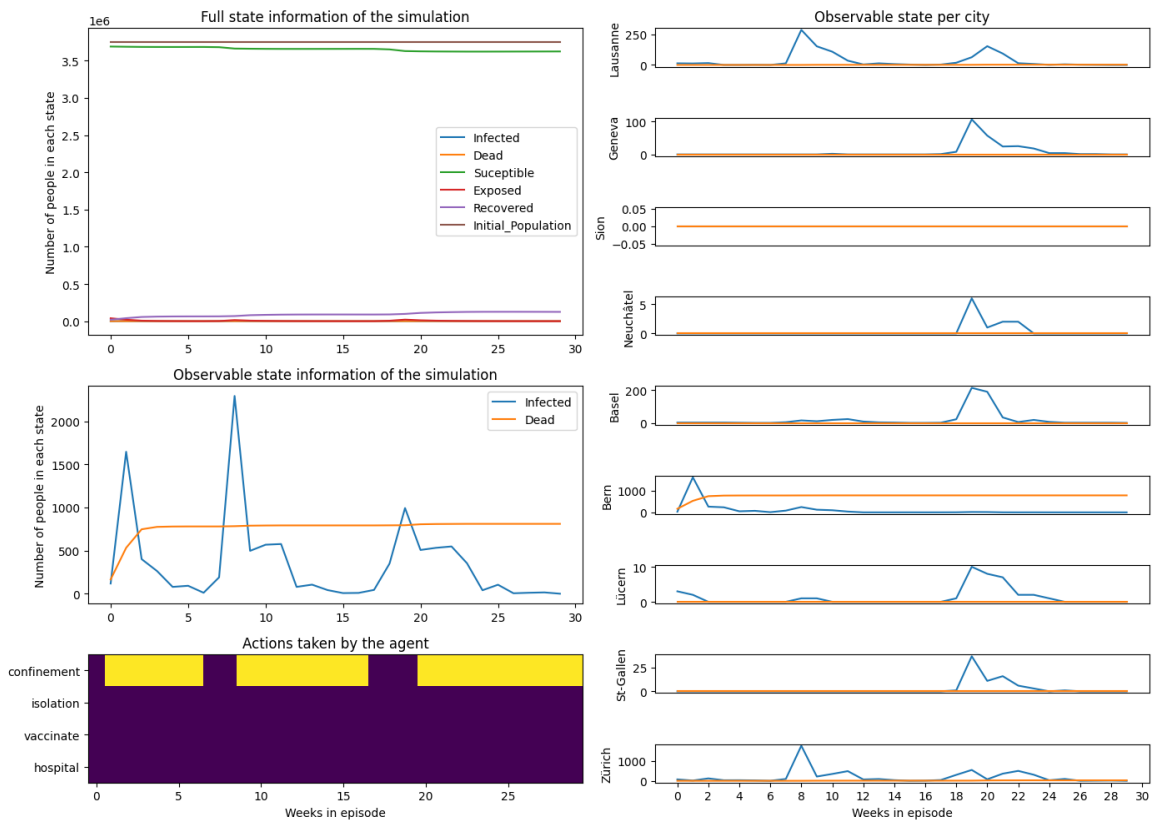 Full state information of the simulation
1e6
Number of people in each state
3.5
3.0
2.5
2.0
1.5
1.0
0.5
0.0
Infected
Dead
Suceptible
Exposed
Recovered
Initial_Population
0 5 10 15 20 25 30
Observable state information of the simulation
Number of people in each state
2000
1500
1000
500
0
Infected
Dead
0 5 10 15 20 25 30
Actions taken by the agent
confinement
isolation
vaccinate
hospital
0 5 10 15 20 25
Weeks in episode
Observable state per city
Lausanne
250
0
Geneva
100
0
Sion
0.05
0.00
−0.05
Neuchâtel
5
0
Basel
200
0
Bern
1000
0
Lücern
10
0
St-Gallen
25
0
Zürich
1000
0
0 2 4 6 8 10 12 14 16 18 20 22 24 26 28 30
Weeks in episode